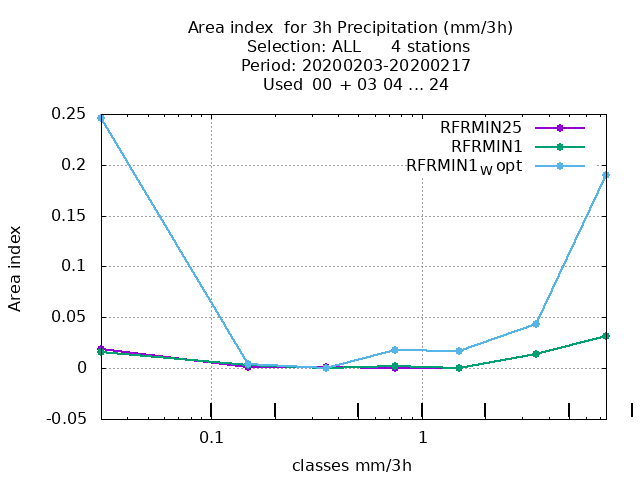 Area index  for 3h Precipitation (mm/3h)
Selection: ALL      4 stations
Period: 20200203-20200217
Used  00 + 03 04 ... 24
0.25
RFRMIN25
RFRMIN1
0.2
RFRMIN1W opt
0.15
0.1
0.05
0
-0.05
Area index
0.1
1
classes mm/3h